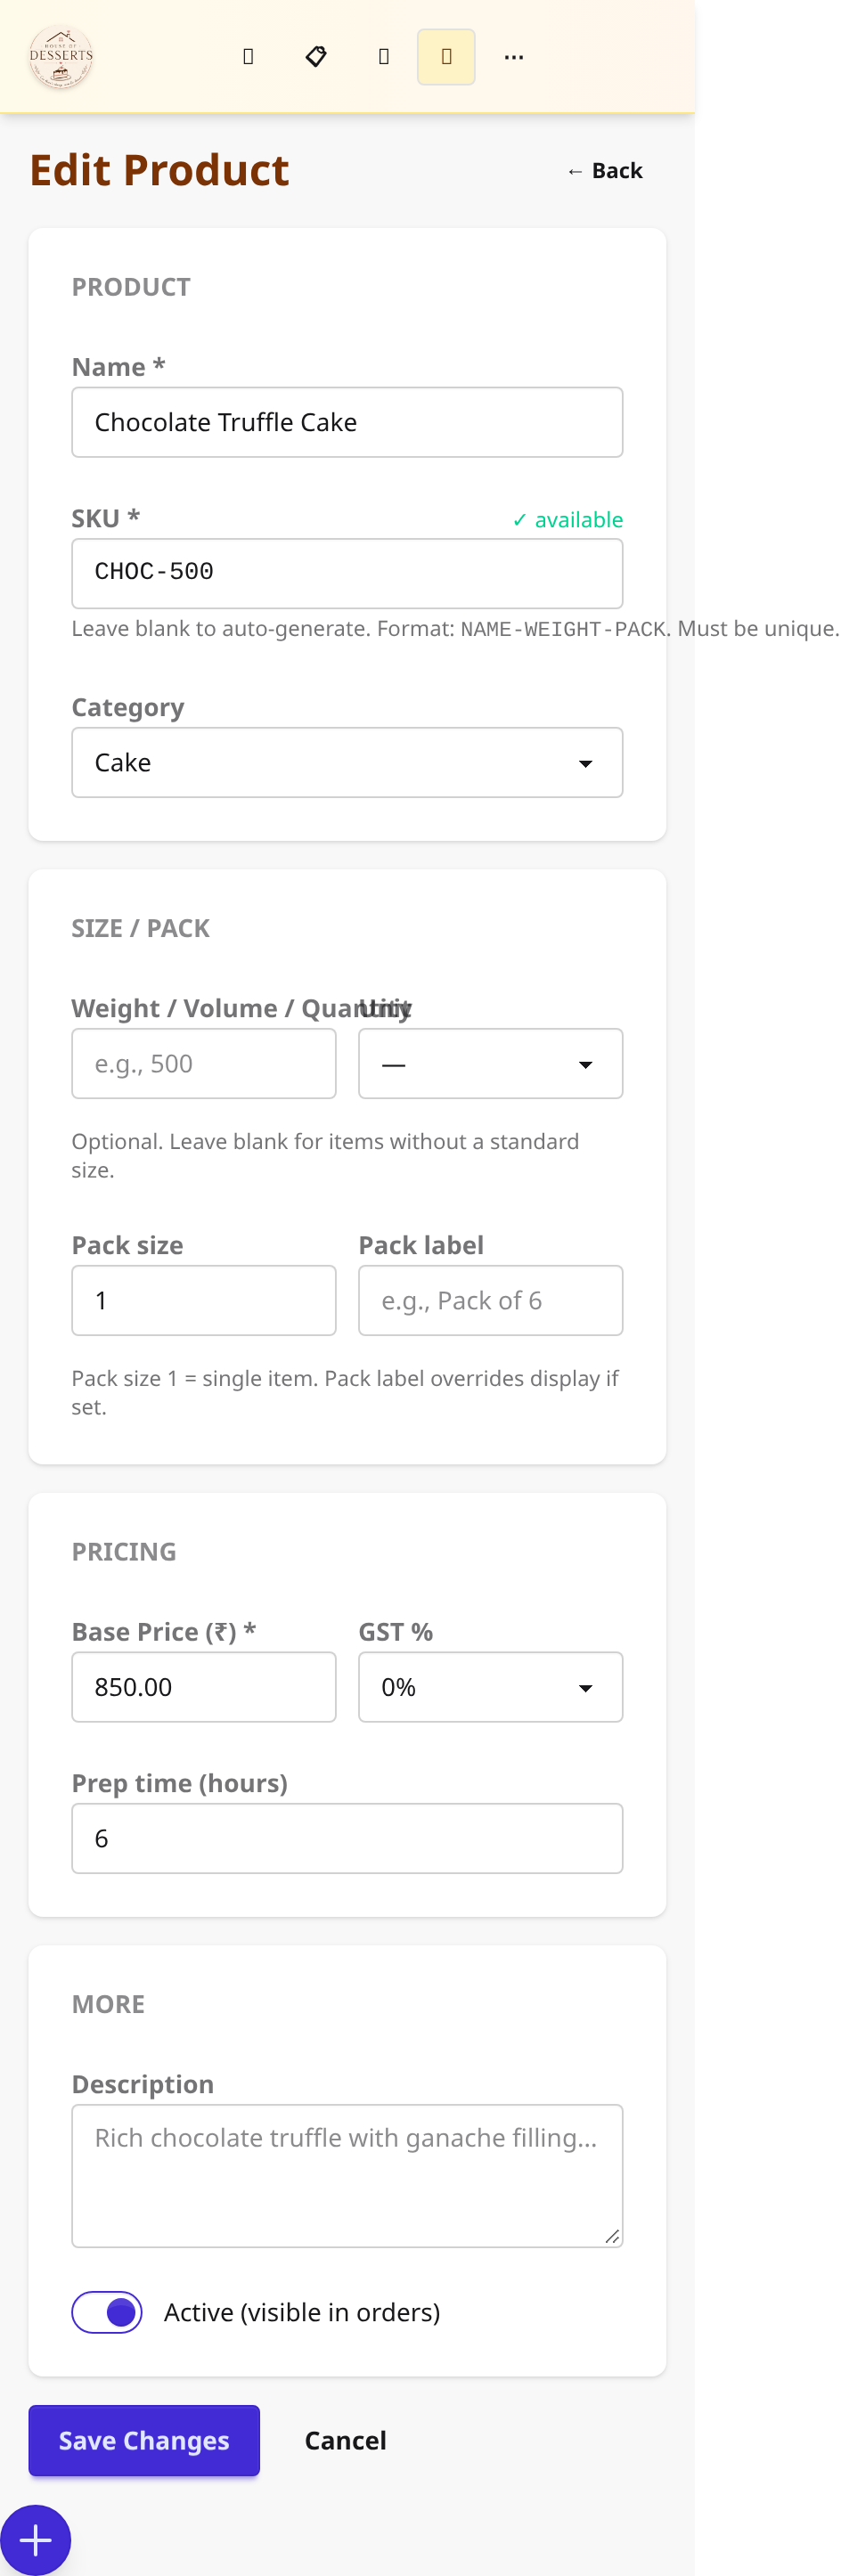 HOUSE OF
DESSERTS
...
Edit Product
← Back
PRODUCT
Name *
Chocolate Truffle Cake
SKU *
✓ available
CHOC-500
Leave blank to auto-generate. Format: NAME-WEIGHT-PACK. Must be unique.
Category
Cake
SIZE / PACK
Weight / Volume / Quantity
Unit
e.g., 500
—
Optional. Leave blank for items without a standard
size.
Pack size
Pack label
1
e.g., Pack of 6
Pack size 1 = single item. Pack label overrides display if
set.
PRICING
Base Price (₹) *
GST %
850.00
0%
Prep time (hours)
6
MORE
Description
Rich chocolate truffle with ganache filling...
Active (visible in orders)
Save Changes
Cancel